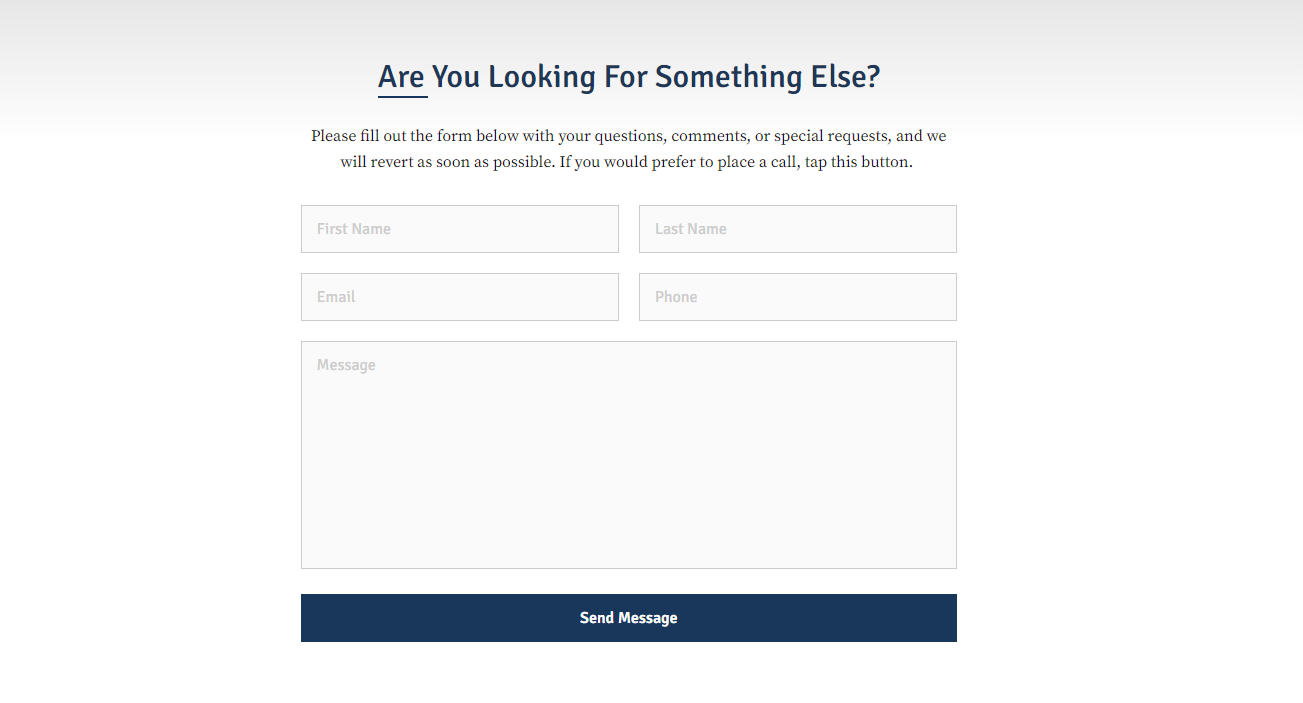 Are You Looking For Something Else?
Please fill out the form below with your questions, comments, or special requests, and we
will revert as soon as possible. If you would prefer to place a call, tap this button.
First Name
Last Name
Email
Phone
Message
Send Message